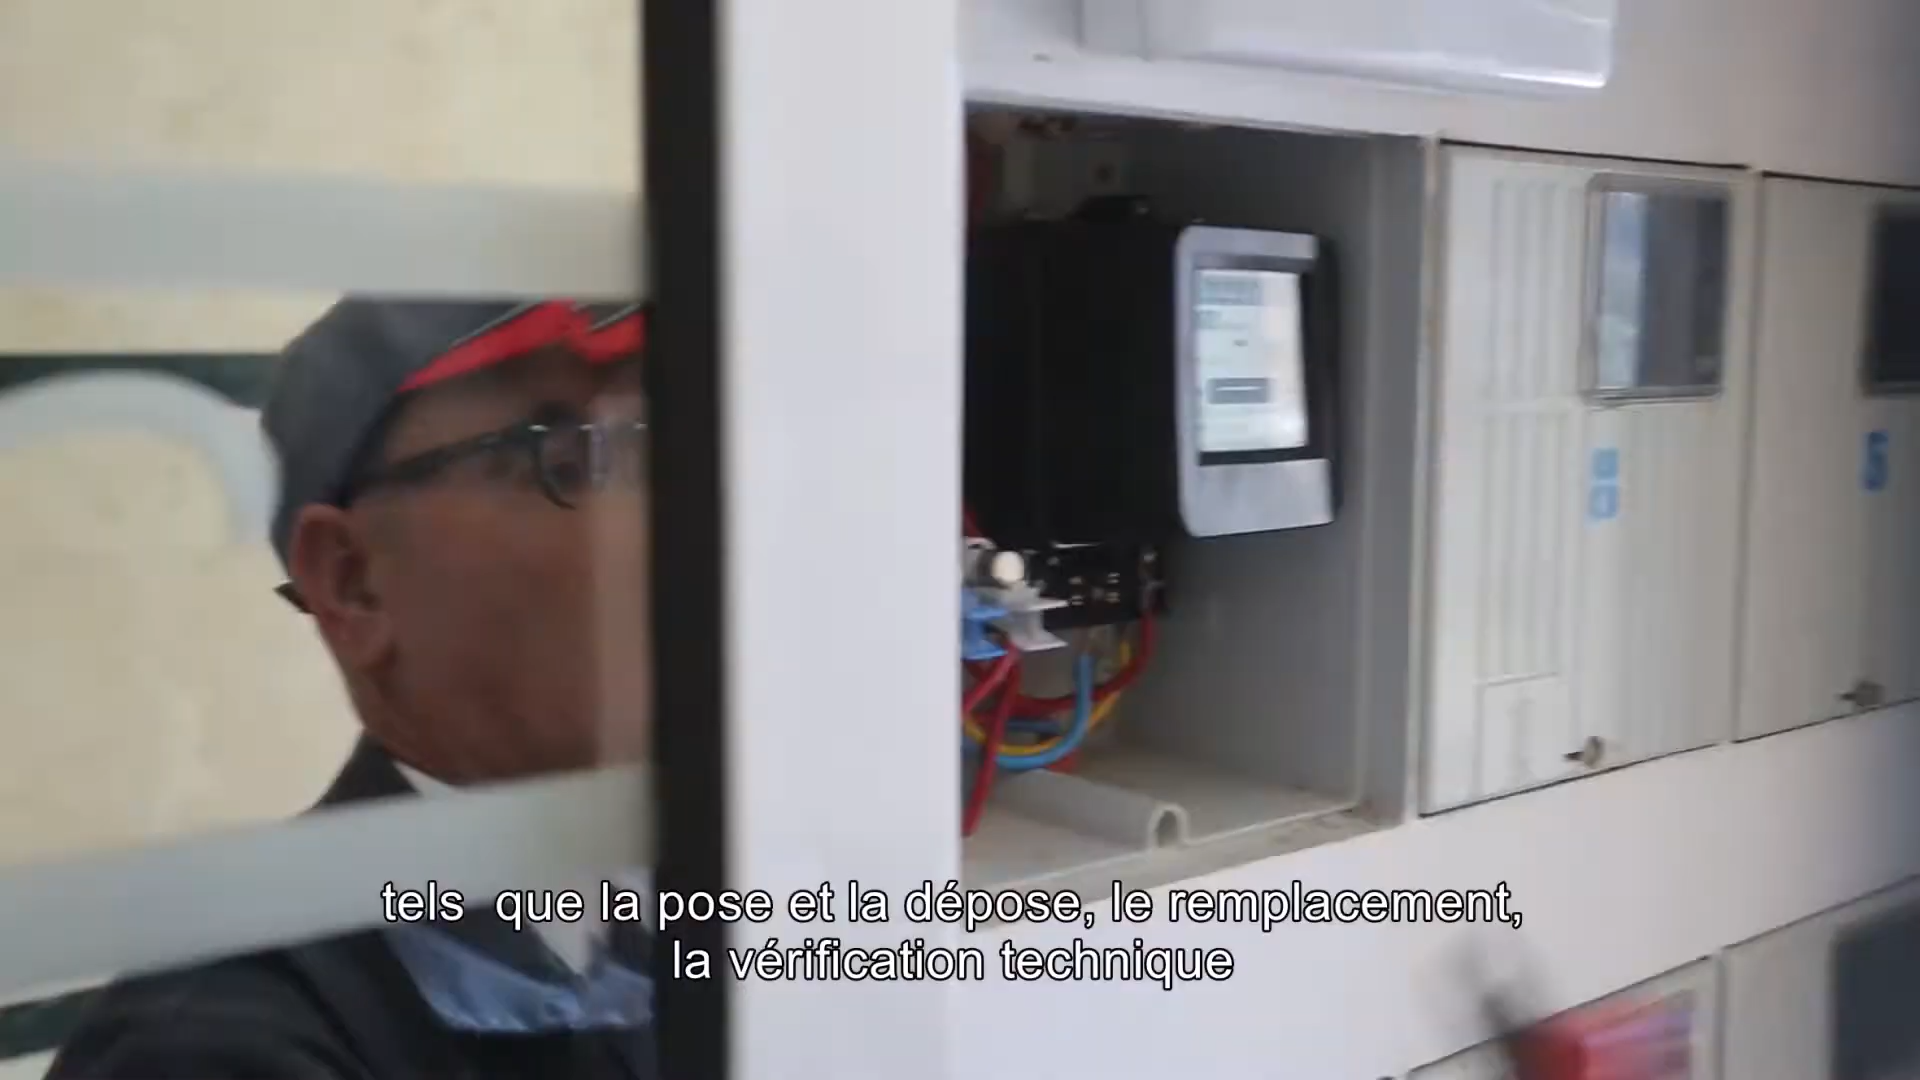 tels  que la pose et la dépose, le remplacement,
la vérification technique